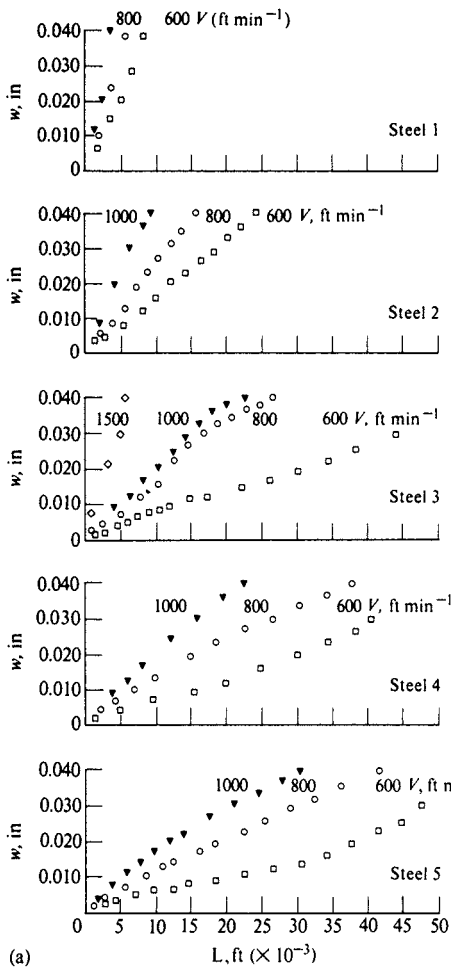 800 600 V (ft min⁻¹)
w, in
0.040
0.030
0.020
0.010
0
Steel 1
1000 800 600 V, ft min⁻¹
w, in
0.040
0.030
0.020
0.010
0
Steel 2
1500 1000 800 600 V, ft min⁻¹
w, in
0.040
0.030
0.020
0.010
0
Steel 3
1000 800 600 V, ft min⁻¹
w, in
0.040
0.030
0.020
0.010
0
Steel 4
1000 800 600 V, ft m
w, in
0.040
0.030
0.020
0.010
0
Steel 5
5 10 15 20 25 30 35 40 45 50
(a) L, ft (× 10⁻³)